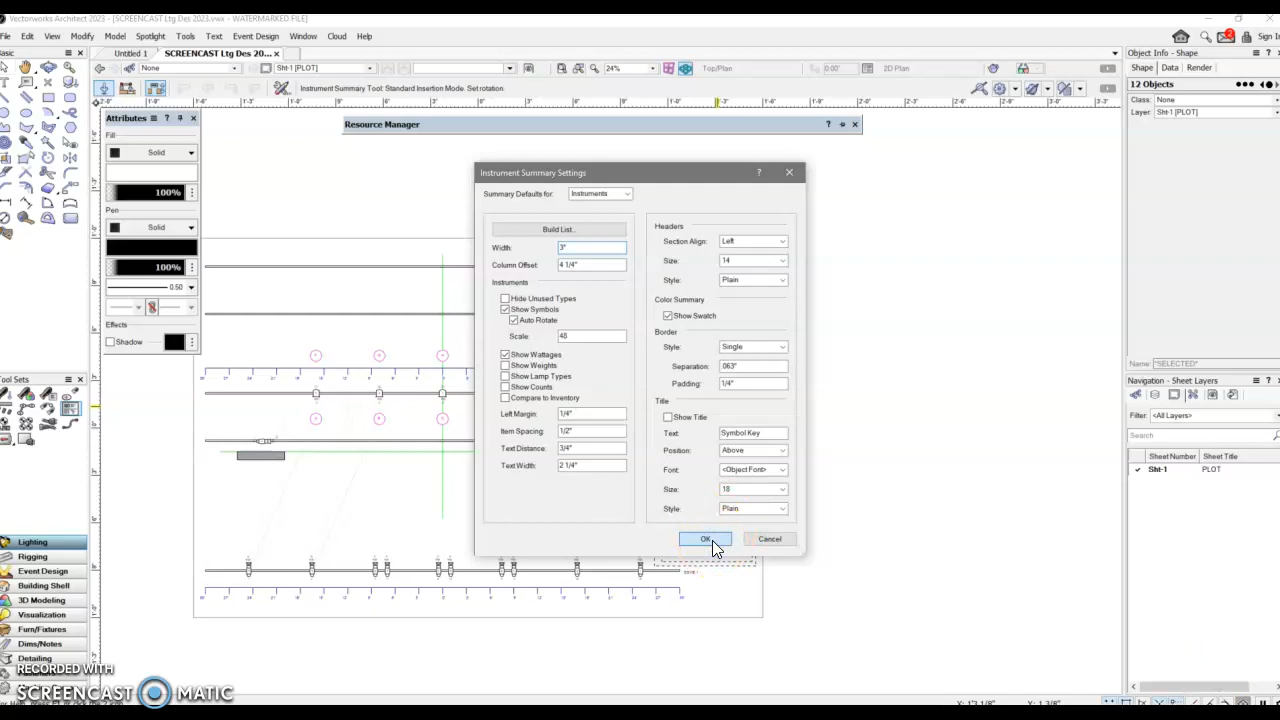 Vectorworks Architect 2023 - [SCREENCAST Ltg Des 2023.vwx - WATERMARKED FILE]
File Edit View Modify Model Spotlight Tools Text Event Design Window Cloud Help
Sign
Basic
Untitled 1
SCREENCAST Ltg Des 20...
None
Sht-1 [PLOT]
24%
Top/Plan
0.00°
2D Plan
Instrument Summary Tool: Standard Insertion Mode. Set rotation.
Attributes
Fill
Solid
100%
Pen
Solid
100%
0.50
Effects
Shadow
Resource Manager
Instrument Summary Settings
Summary Defaults for: Instruments
Build List...
Width: 3"
Column Offset: 4 1/4"
Instruments
Hide Unused Types
Show Symbols
Auto Rotate
Scale: 48
Show Wattages
Show Weights
Show Lamp Types
Show Counts
Compare to Inventory
Left Margin: 1/4"
Item Spacing: 1/2"
Text Distance: 3/4"
Text Width: 2 1/4"
Headers
Section Align: Left
Size: 14
Style: Plain
Color Summary
Show Swatch
Border
Style: Single
Separation: .063"
Padding: 1/4"
Title
Show Title
Text: Symbol Key
Position: Above
Font: <Object Font>
Size: 18
Style: Plain
OK
Cancel
Object Info - Shape
Shape Data Render
12 Objects
Class: None
Layer: Sht-1 [PLOT]
Name: *SELECTED*
Navigation - Sheet Layers
Filter: <All Layers>
Search
Sheet Number Sheet Title
Sht-1 PLOT
Tool Sets
Lighting
Rigging
Event Design
Building Shell
3D Modeling
Visualization
Furn/Fixtures
Dims/Notes
Detailing
RECORDED WITH
SCREENCAST MATIC
X: 1'3 1/8" Y: 1 3/8"